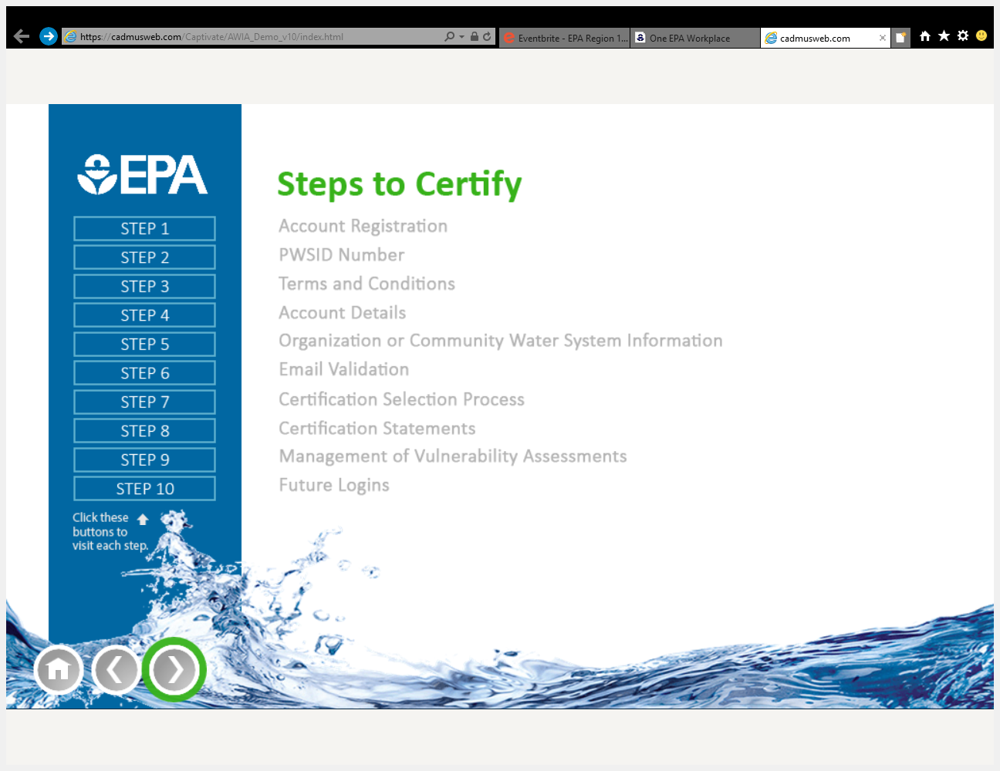 https://cadmusweb.com/Captivate/AWIA_Demo_v10/index.html
Eventbrite - EPA Region 1...
One EPA Workplace
cadmusweb.com
EPA
Steps to Certify
STEP 1
Account Registration
STEP 2
PWSID Number
STEP 3
Terms and Conditions
STEP 4
Account Details
STEP 5
Organization or Community Water System Information
STEP 6
Email Validation
STEP 7
Certification Selection Process
STEP 8
Certification Statements
STEP 9
Management of Vulnerability Assessments
STEP 10
Future Logins
Click these
buttons to
visit each step.